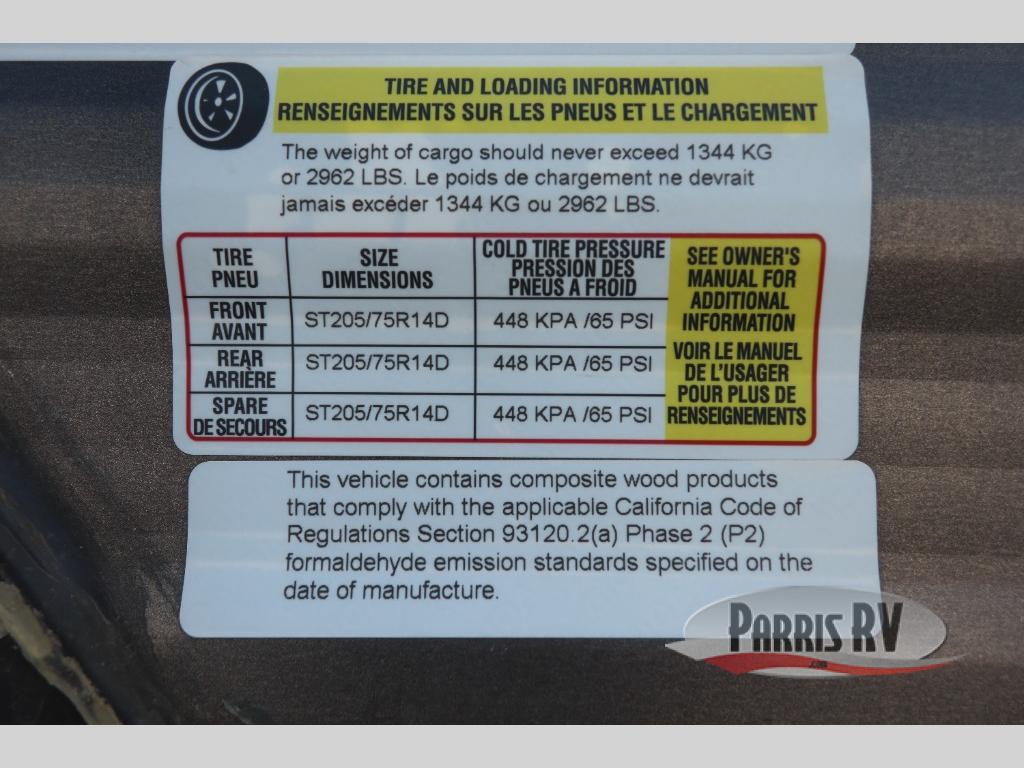 TIRE AND LOADING INFORMATION
RENSEIGNEMENTS SUR LES PNEUS ET LE CHARGEMENT
The weight of cargo should never exceed 1344 KG
or 2962 LBS. Le poids de chargement ne devrait
jamais excéder 1344 KG ou 2962 LBS.
TIRE
PNEU
SIZE
DIMENSIONS
COLD TIRE PRESSURE
PRESSION DES
PNEUS A FROID
FRONT
AVANT
ST205/75R14D
448 KPA /65 PSI
REAR
ARRIÈRE
ST205/75R14D
448 KPA /65 PSI
SPARE
DE SECOURS
ST205/75R14D
448 KPA /65 PSI
SEE OWNER'S
MANUAL FOR
ADDITIONAL
INFORMATION
VOIR LE MANUEL
DE L'USAGER
POUR PLUS DE
RENSEIGNEMENTS
This vehicle contains composite wood products
that comply with the applicable California Code of
Regulations Section 93120.2(a) Phase 2 (P2)
formaldehyde emission standards specified on the
date of manufacture.
PARRIS RV
.com